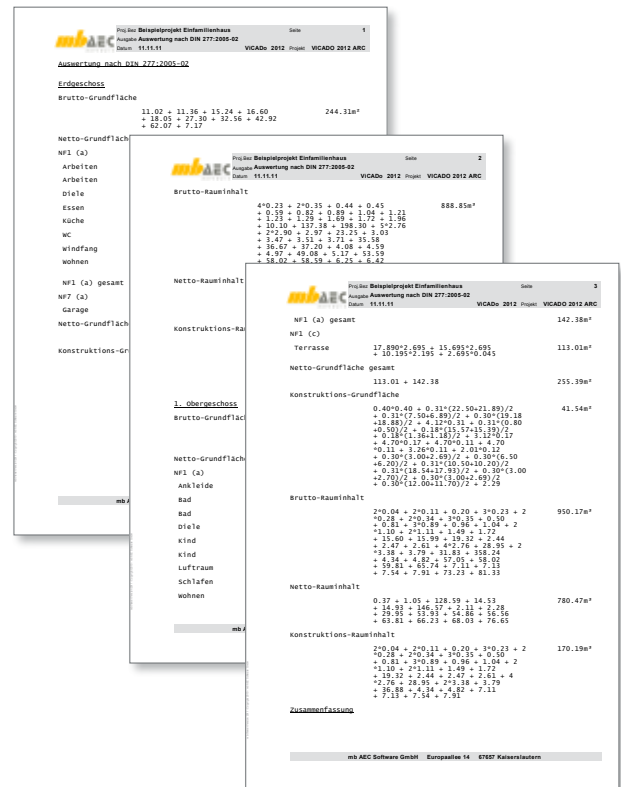 mbAEC
Proj.Bez Beispielprojekt Einfamilienhaus Seite 1
Ausgabe Auswertung nach DIN 277:2005-02
Datum 11.11.11 ViCADo 2012 Projekt VICADO 2012 ARC
Auswertung nach DIN 277:2005-02
Erdgeschoss
Brutto-Grundfläche
11.02 + 11.36 + 15.24 + 16.60 244.31m²
+ 18.05 + 27.30 + 32.56 + 42.92
+ 62.07 + 7.17
Netto-Grundfläch
NF1 (a)
Arbeiten
Arbeiten
Diele
Essen
Küche
WC
Windfang
Wohnen
NF1 (a) gesamt
NF7 (a)
Garage
Netto-Grundfläch
Konstruktions-Gr
mb A
mbAEC
Proj.Bez Beispielprojekt Einfamilienhaus Seite 2
Ausgabe Auswertung nach DIN 277:2005-02
Datum 11.11.11 ViCADo 2012 Projekt VICADO 2012 ARC
Brutto-Rauminhalt
4*0.23 + 2*0.35 + 0.44 + 0.45 888.85m³
+ 0.59 + 0.82 + 0.89 + 1.04 + 1.21
+ 1.23 + 1.29 + 1.69 + 1.72 + 1.96
+ 10.10 + 137.38 + 198.30 + 5*2.76
+ 2*2.90 + 2.97 + 23.25 + 3.03
+ 3.47 + 3.51 + 3.71 + 35.58
+ 36.67 + 37.20 + 4.08 + 4.59
+ 4.97 + 49.08 + 5.17 + 53.59
+ 58.02 + 58.59 + 6.25 + 6.42
Netto-Rauminhalt
Konstruktions-Ra
1. Obergeschoss
Brutto-Grundfläc
Netto-Grundfläch
NF1 (a)
Ankleide
Bad
Bad
Diele
Kind
Kind
Luftraum
Schlafen
Wohnen
mb A
mbAEC
Proj.Bez Beispielprojekt Einfamilienhaus Seite 3
Ausgabe Auswertung nach DIN 277:2005-02
Datum 11.11.11 ViCADo 2012 Projekt VICADO 2012 ARC
NF1 (a) gesamt 142.38m²
NF1 (c)
Terrasse 17.890*2.695 + 15.695*2.695 113.01m²
+ 10.195*2.195 + 2.695*0.045
Netto-Grundfläche gesamt
113.01 + 142.38 255.39m²
Konstruktions-Grundfläche
0.40*0.40 + 0.31*(22.50+21.89)/2 41.54m²
+ 0.31*(7.50+6.89)/2 + 0.30*(19.18
+18.88)/2 + 4.12*0.31 + 0.31*(0.80
+0.50)/2 + 0.18*(15.57+15.39)/2
+ 0.18*(1.36+1.18)/2 + 3.12*0.17
+ 4.70*0.17 + 4.70*0.11 + 4.70
*0.11 + 3.26*0.11 + 2.01*0.12
+ 0.30*(3.00+2.69)/2 + 0.30*(6.50
+6.20)/2 + 0.31*(10.50+10.20)/2
+ 0.31*(18.54+17.93)/2 + 0.30*(3.00
+2.70)/2 + 0.30*(3.00+2.69)/2
+ 0.30*(12.00+11.70)/2 + 2.29
Brutto-Rauminhalt
2*0.04 + 2*0.11 + 0.20 + 3*0.23 + 2 950.17m³
*0.28 + 2*0.34 + 3*0.35 + 0.50
+ 0.81 + 3*0.89 + 0.96 + 1.04 + 2
*1.10 + 2*1.11 + 1.49 + 1.72
+ 15.60 + 15.99 + 19.32 + 2.44
+ 2.47 + 2.61 + 4*2.76 + 28.95 + 2
*3.38 + 3.79 + 31.83 + 358.24
+ 4.34 + 4.82 + 57.05 + 58.02
+ 59.81 + 65.74 + 7.11 + 7.13
+ 7.54 + 7.91 + 73.23 + 81.33
Netto-Rauminhalt
0.37 + 1.05 + 128.59 + 14.53 780.47m³
+ 14.93 + 146.57 + 2.11 + 2.28
+ 29.95 + 53.93 + 54.86 + 56.56
+ 63.81 + 66.23 + 68.03 + 76.65
Konstruktions-Rauminhalt
2*0.04 + 2*0.11 + 0.20 + 3*0.23 + 2 170.19m³
*0.28 + 2*0.34 + 3*0.35 + 0.50
+ 0.81 + 3*0.89 + 0.96 + 1.04 + 2
*1.10 + 2*1.11 + 1.49 + 1.72
+ 19.32 + 2.44 + 2.47 + 2.61 + 4
*2.76 + 28.95 + 2*3.38 + 3.79
+ 36.88 + 4.34 + 4.82 + 7.11
+ 7.13 + 7.54 + 7.91
Zusammenfassung
mb AEC Software GmbH Europaallee 14 67657 Kaiserslautern